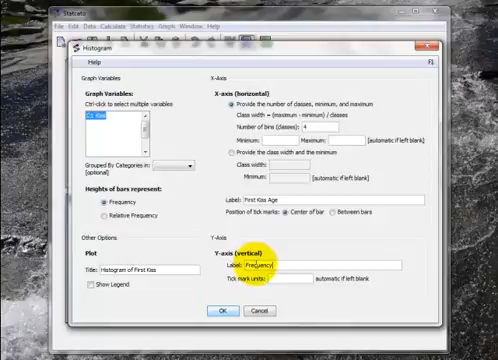 Statcato
File Edit Data Calculate Statistics Graph Window Help
Histogram
Help F1
Graph Variables X-Axis
Graph Variables:
Ctrl-click to select multiple variables
C1 Kiss
Grouped By Categories in:
[optional]
Heights of bars represent:
Frequency
Relative Frequency
X-axis (horizontal)
Provide the number of classes, minimum, and maximum
Class width = (maximum - minimum) / classes
Number of bins (classes): 4
Minimum: Maximum: [automatic if left blank]
Provide the class width and the minimum
Class width:
Minimum: [automatic if left blank]
Label: First Kiss Age
Position of tick marks: Center of bar Between bars
Other Options Y-Axis
Plot
Title: Histogram of First Kiss
Show Legend
Y-axis (vertical)
Label: Frequency
Tick mark units: automatic if left blank
OK Cancel